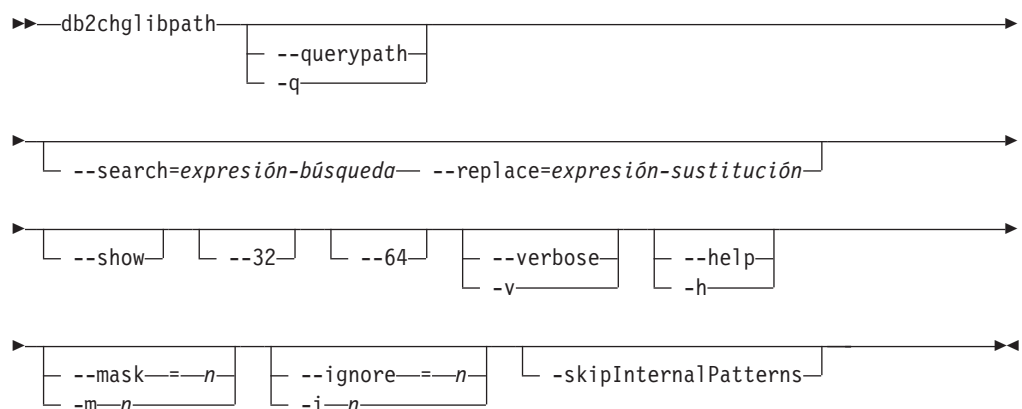 db2chglibpath
--querypath
-q
--search=expresión-búsqueda --replace=expresión-sustitución
--show --32 --64 --verbose --help
-v -h
--mask = n --ignore = n -skipInternalPatterns
-m n -i n